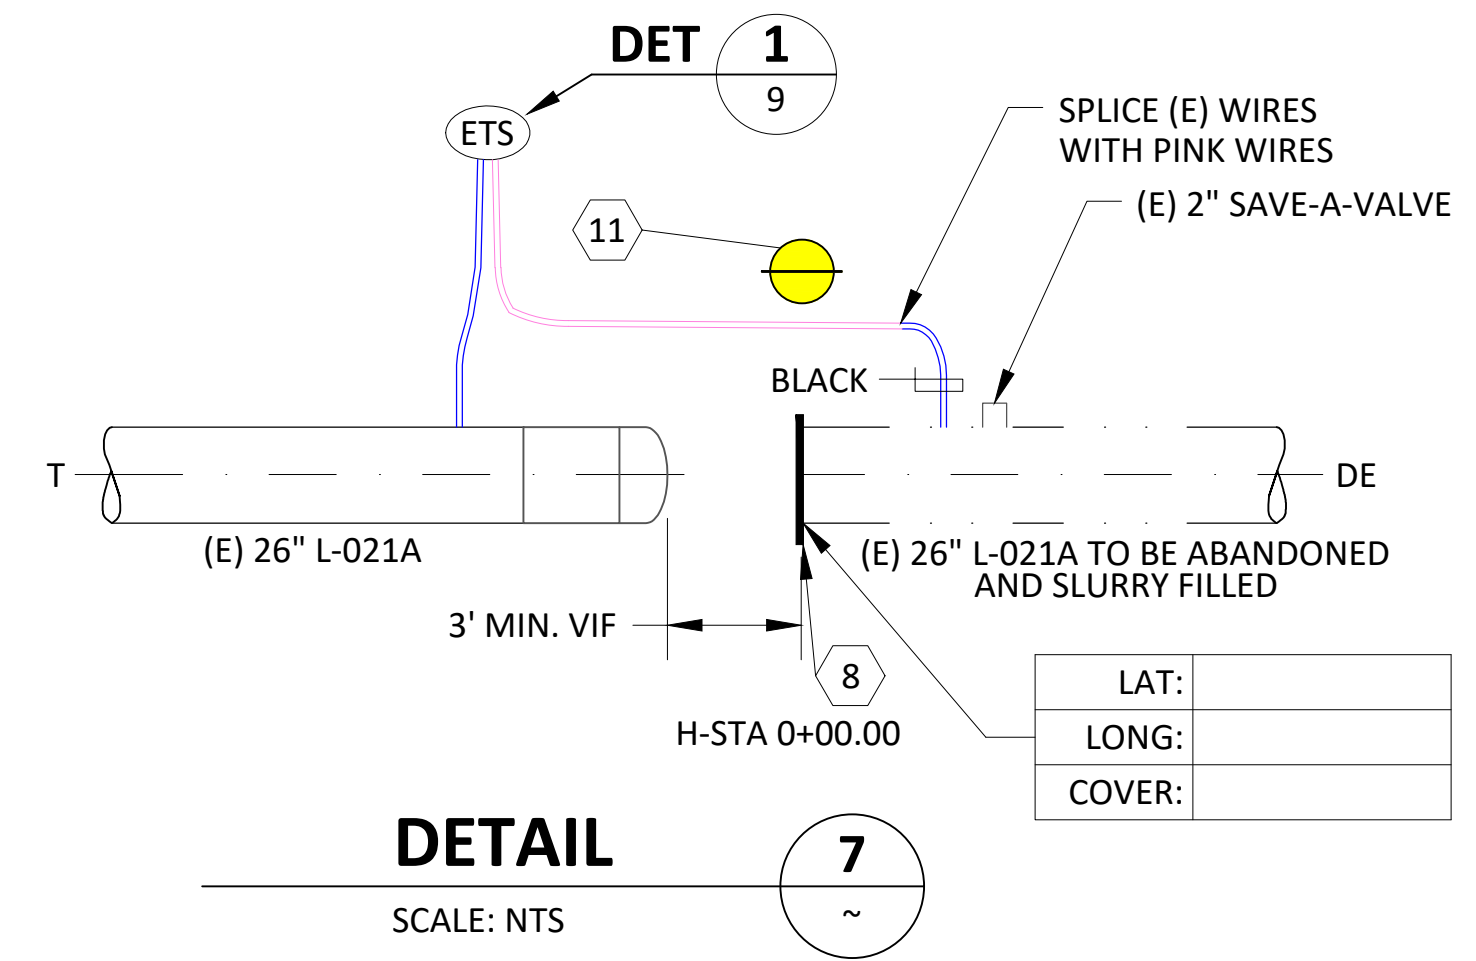 DET 1
9
ETS
SPLICE (E) WIRES
WITH PINK WIRES
(E) 2" SAVE-A-VALVE
11
BLACK
T
DE
(E) 26" L-021A
(E) 26" L-021A TO BE ABANDONED
AND SLURRY FILLED
3' MIN. VIF
8
H-STA 0+00.00
LAT:
LONG:
COVER:
DETAIL 7
SCALE: NTS
~